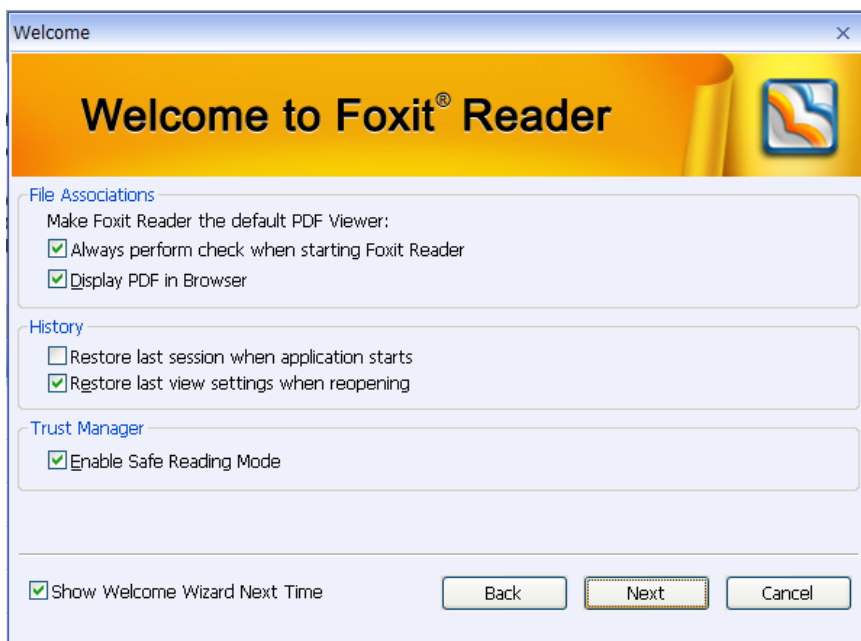 Welcome
Welcome to Foxit® Reader
File Associations
Make Foxit Reader the default PDF Viewer:
Always perform check when starting Foxit Reader
Display PDF in Browser
History
Restore last session when application starts
Restore last view settings when reopening
Trust Manager
Enable Safe Reading Mode
Show Welcome Wizard Next Time Back Next Cancel